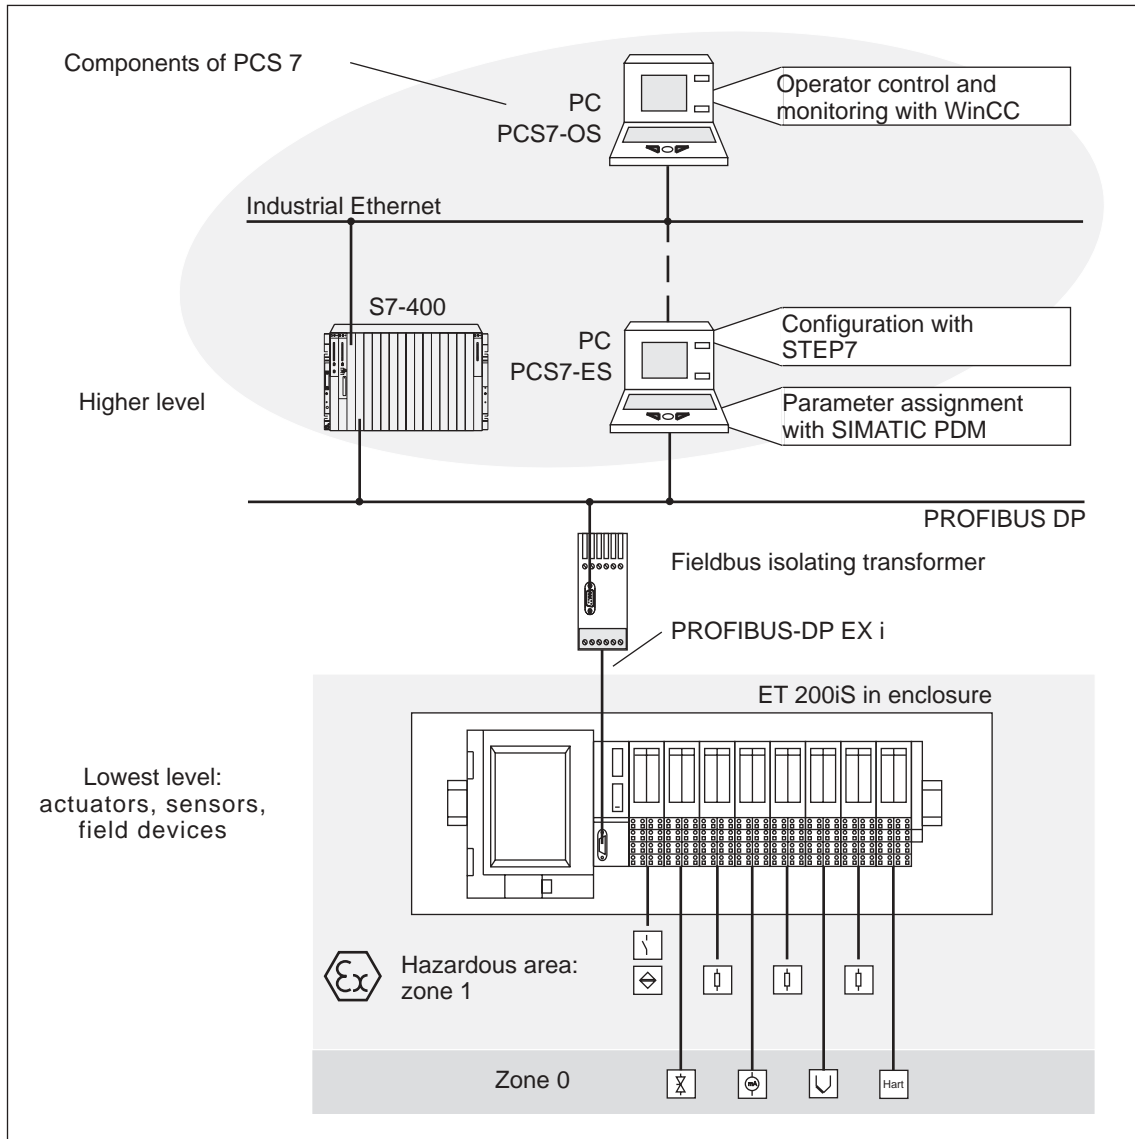 Components of PCS 7
PC
PCS7-OS
Operator control and
monitoring with WinCC
Industrial Ethernet
S7-400
PC
PCS7-ES
Configuration with
STEP7
Higher level
Parameter assignment
with SIMATIC PDM
PROFIBUS DP
Fieldbus isolating transformer
PROFIBUS-DP EX i
ET 200iS in enclosure
Lowest level:
actuators, sensors,
field devices
Ex
Hazardous area:
zone 1
Zone 0
mA
Hart